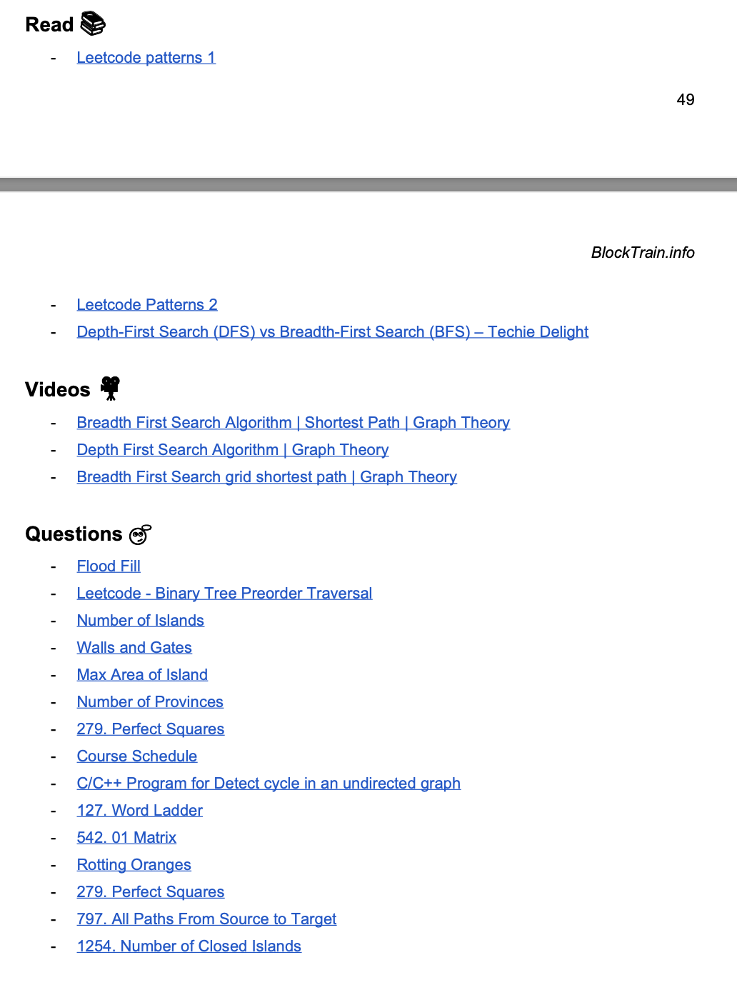 Read 📚
- Leetcode patterns 1
49
BlockTrain.info
- Leetcode Patterns 2
- Depth-First Search (DFS) vs Breadth-First Search (BFS) – Techie Delight
Videos 🎥
- Breadth First Search Algorithm | Shortest Path | Graph Theory
- Depth First Search Algorithm | Graph Theory
- Breadth First Search grid shortest path | Graph Theory
Questions 😴
- Flood Fill
- Leetcode - Binary Tree Preorder Traversal
- Number of Islands
- Walls and Gates
- Max Area of Island
- Number of Provinces
- 279. Perfect Squares
- Course Schedule
- C/C++ Program for Detect cycle in an undirected graph
- 127. Word Ladder
- 542. 01 Matrix
- Rotting Oranges
- 279. Perfect Squares
- 797. All Paths From Source to Target
- 1254. Number of Closed Islands